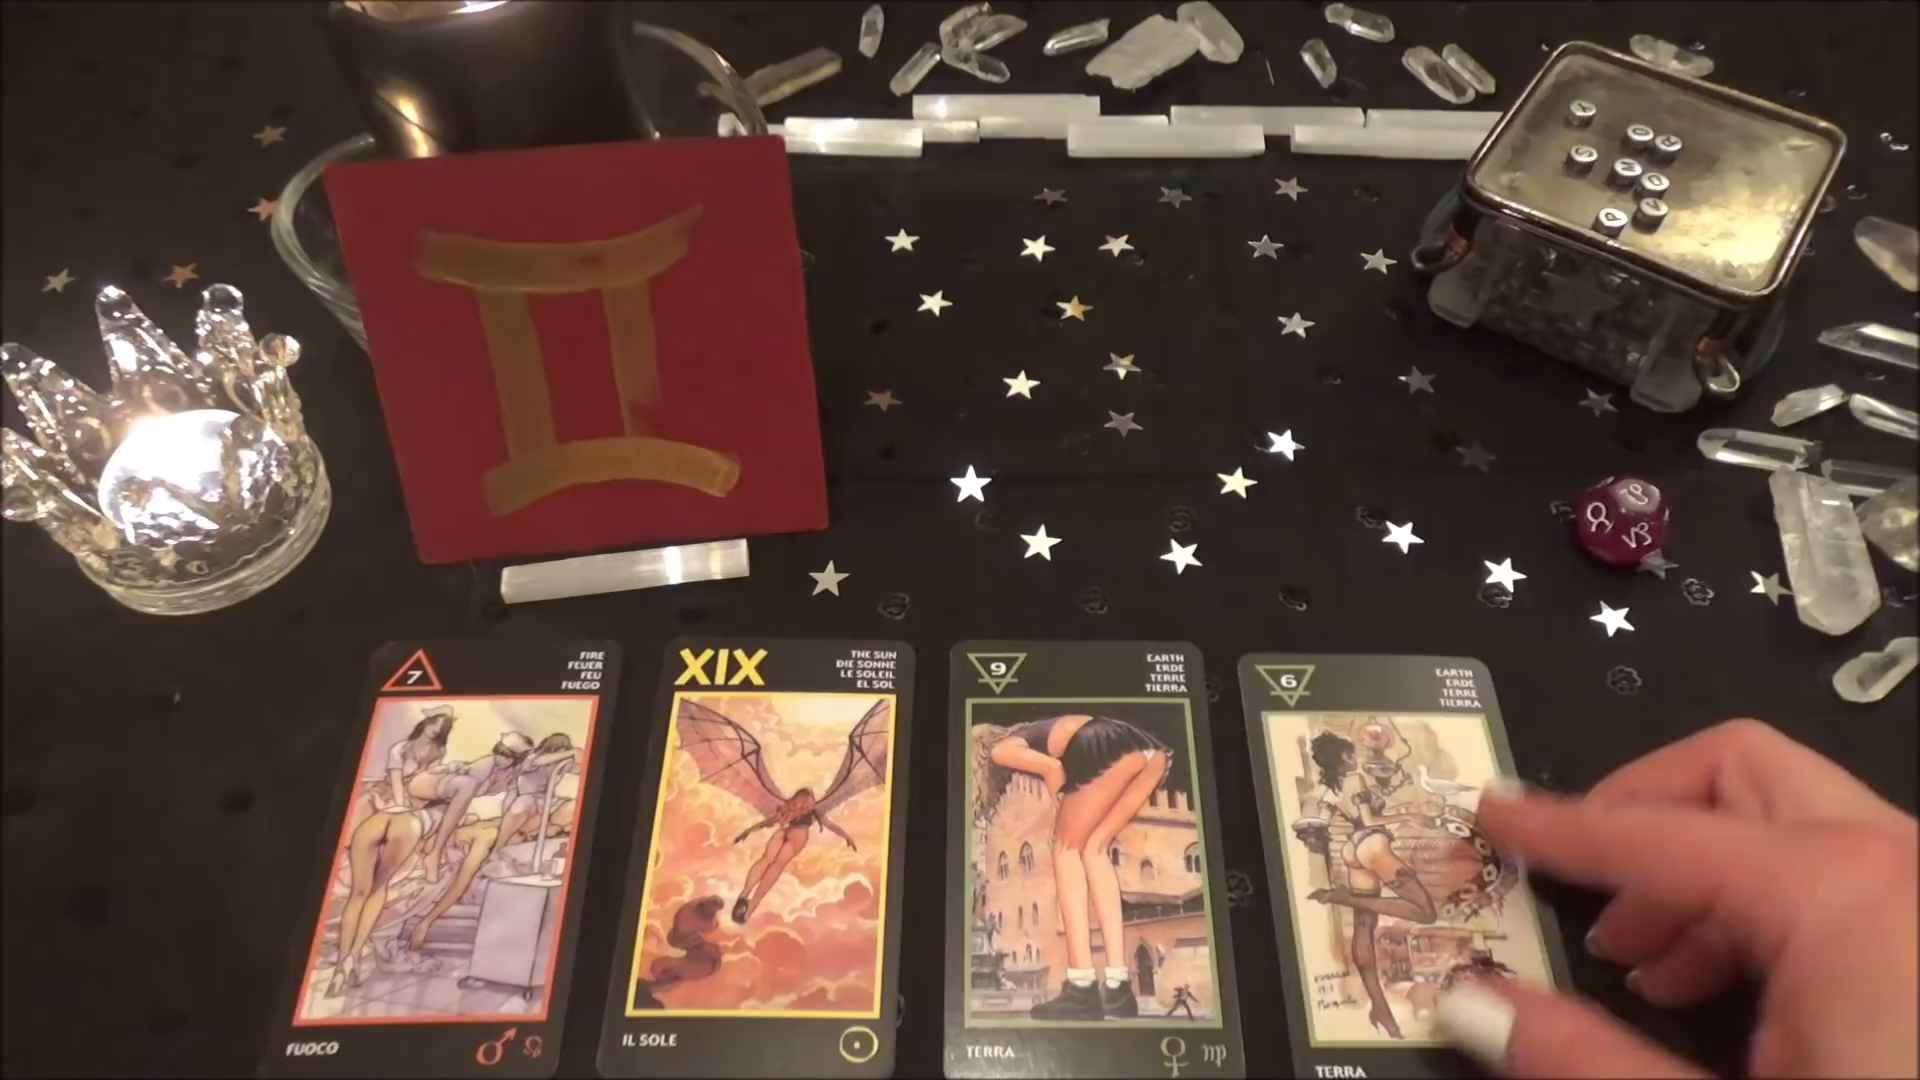 Y
O R
S W
O
P L
7
FIRE
FEUER
FEU
FUEGO
FUOCO
XIX
THE SUN
DIE SONNE
LE SOLEIL
EL SOL
IL SOLE
9
EARTH
ERDE
TERRE
TIERRA
TERRA
6
EARTH
ERDE
TERRE
TIERRA
TERRA